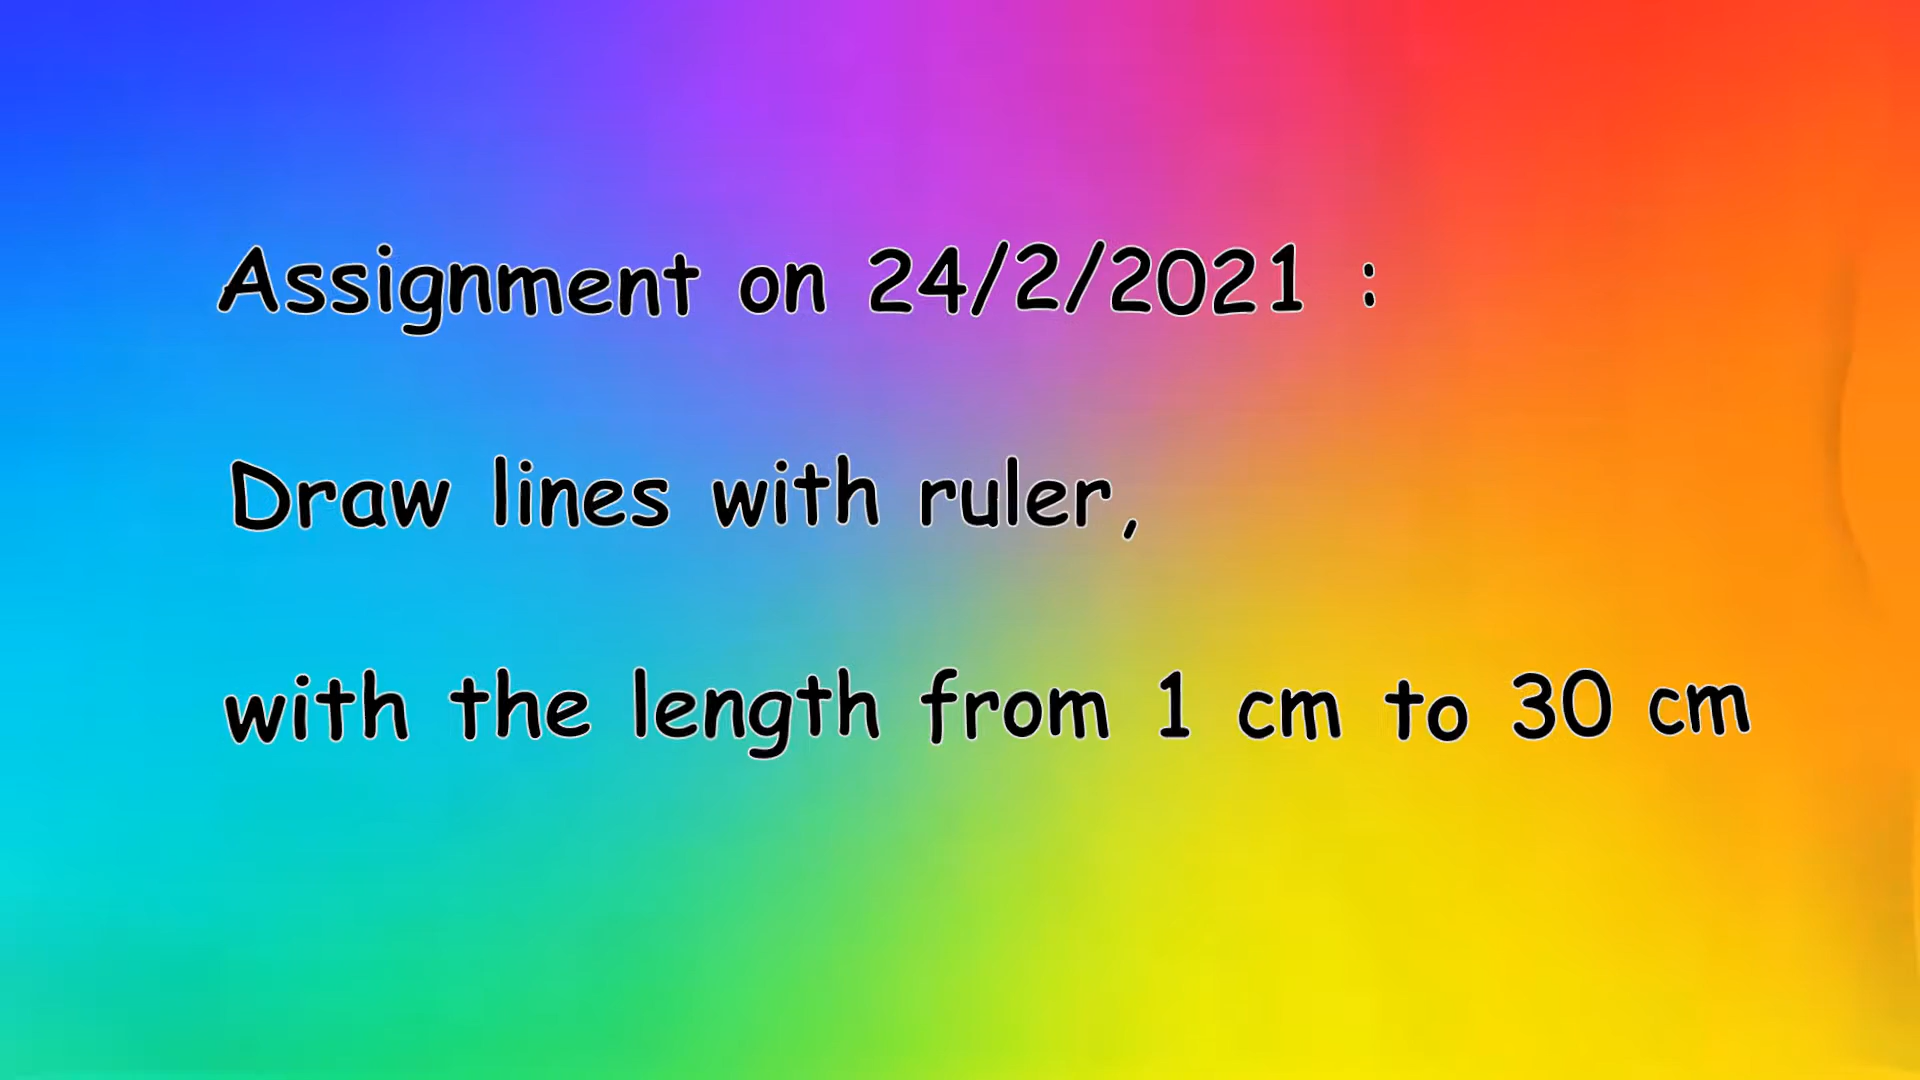 Assignment on 24/2/2021 :
Draw lines with ruler,
with the length from 1 cm to 30 cm